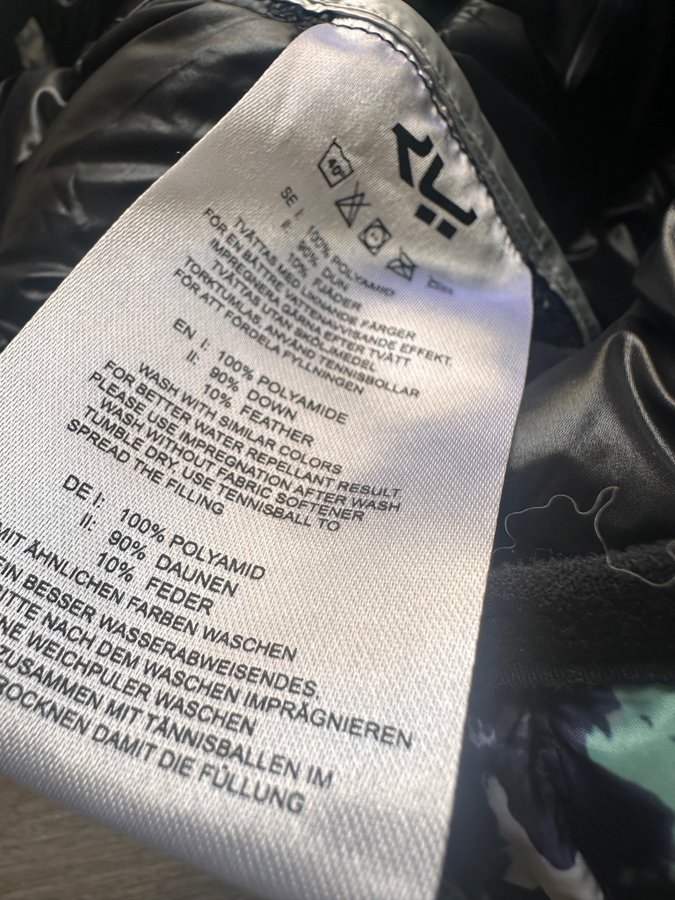 40
SE I: 100% POLYAMID
II: 90% DUN
10% FJÄDER
TVÄTTAS MED LIKNANDE FÄRGER
FÖR EN BÄTTRE VATTENAVVISANDE EFFEKT,
IMPREGNERA GÄRNA EFTER TVÄTT
TVÄTTAS UTAN SKÖLJMEDEL
TORKTUMLAS, ANVÄND TENNISBOLLAR
FÖR ATT FÖRDELA FYLLNINGEN
EN I: 100% POLYAMIDE
II: 90% DOWN
10% FEATHER
WASH WITH SIMILAR COLORS
FOR BETTER WATER REPELLANT RESULT
PLEASE USE IMPREGNATION AFTER WASH
WASH WITHOUT FABRIC SOFTENER
TUMBLE DRY, USE TENNISBALL TO
SPREAD THE FILLING
DE I: 100% POLYAMID
II: 90% DAUNEN
10% FEDER
MIT ÄHNLICHEN FARBEN WASCHEN
EIN BESSER WASSERABWEISENDES
BITTE NACH DEM WASCHEN IMPRÄGNIEREN
NE WEICHPULER WASCHEN
ZUSAMMEN MIT TÄNNISBALLEN IM
ROCKNEN DAMIT DIE FÜLLUNG